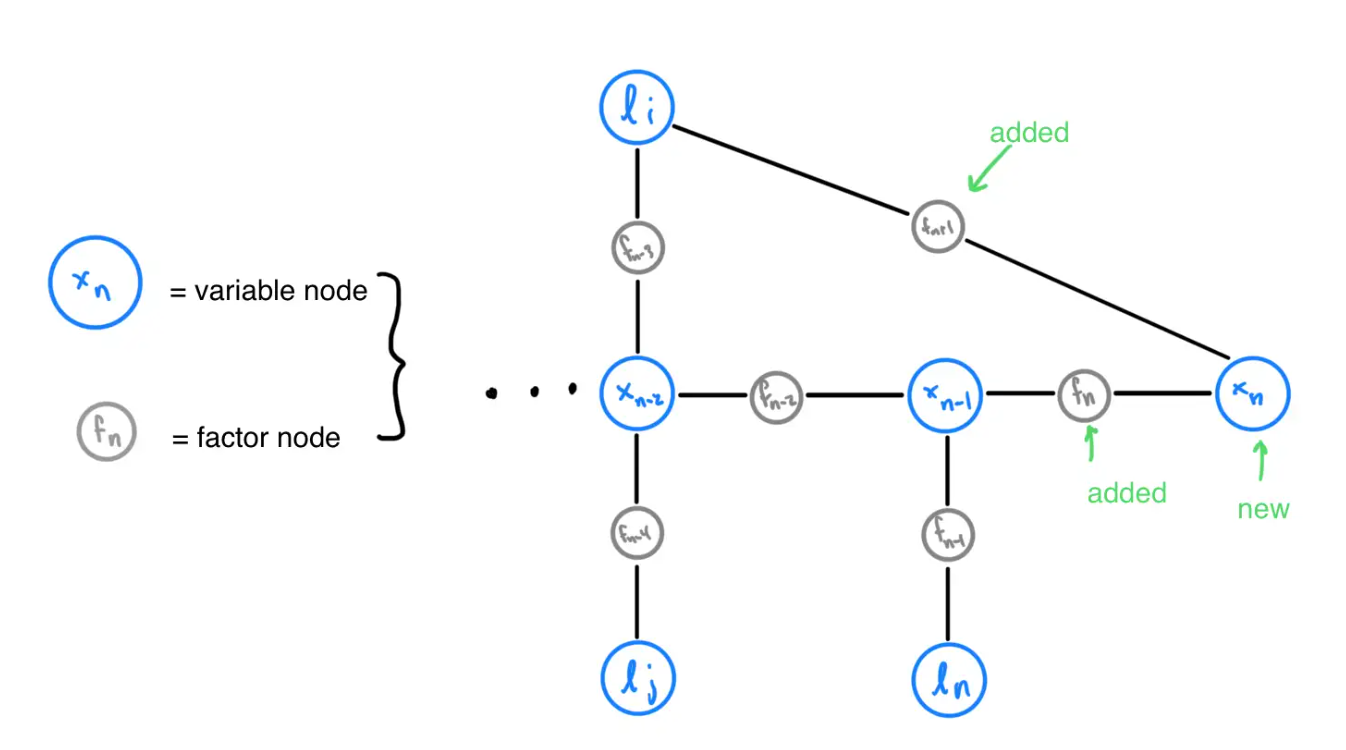 l_i
added
f_{n+1}
f_{n-3}
x_n = variable node
x_{n-2}
f_{n-2}
x_{n-1}
f_n
x_n
f_n = factor node
added
new
f_{n-4}
f_{n-1}
l_j
l_n